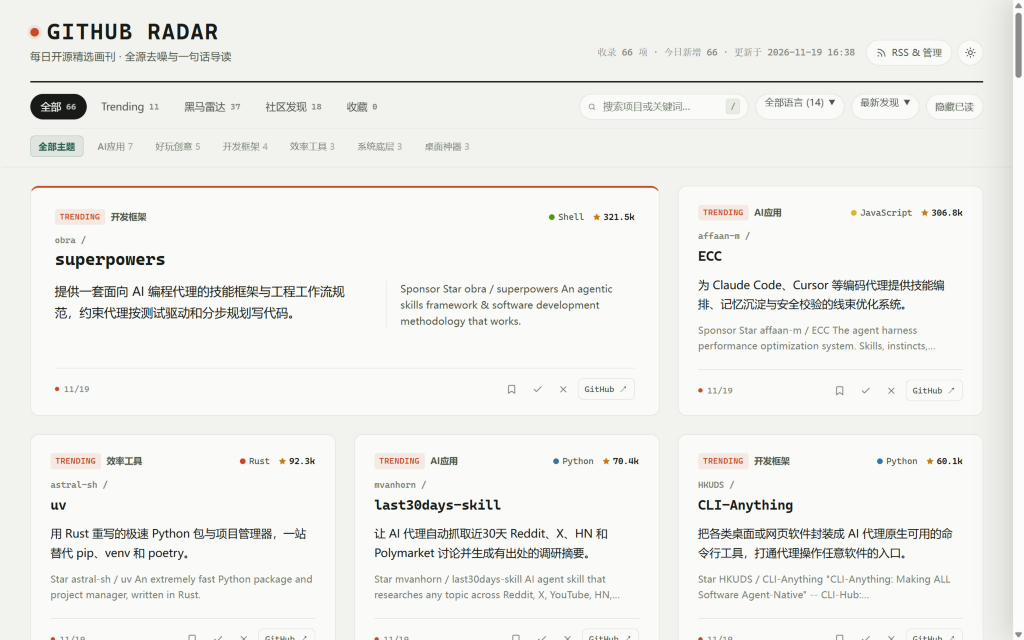 GITHUB RADAR
每日开源精选画刊 · 全源去噪与一句话导读
收录 66 项 · 今日新增 66 · 更新于 2026-11-19 16:38
RSS & 管理
全部 66
Trending 11
黑马雷达 37
社区发现 18
收藏 0
搜索项目或关键词... /
全部语言 (14) ▼
最新发现 ▼
隐藏已读
全部主题
AI应用 7
好玩创意 5
开发框架 4
效率工具 3
系统底层 3
桌面神器 3
TRENDING 开发框架
Shell ★ 321.5k
obra /
superpowers
提供一套面向 AI 编程代理的技能框架与工程工作流规
范，约束代理按测试驱动和分步规划写代码。
Sponsor Star obra / superpowers An agentic
skills framework & software development
methodology that works.
11/19
GitHub ↗
TRENDING AI应用
JavaScript ★ 306.8k
affaan-m /
ECC
为 Claude Code、Cursor 等编码代理提供技能编
排、记忆沉淀与安全校验的线束优化系统。
Sponsor Star affaan-m / ECC The agent harness
performance optimization system. Skills, instincts,...
11/19
GitHub ↗
TRENDING 效率工具
Rust ★ 92.3k
astral-sh /
uv
用 Rust 重写的极速 Python 包与项目管理器，一站
替代 pip、venv 和 poetry。
Star astral-sh / uv An extremely fast Python package and
project manager, written in Rust.
11/19
GitHub ↗
TRENDING AI应用
Python ★ 70.4k
mvanhorn /
last30days-skill
让 AI 代理自动抓取近30天 Reddit、X、HN 和
Polymarket 讨论并生成有出处的调研摘要。
Star mvanhorn / last30days-skill AI agent skill that
researches any topic across Reddit, X, YouTube, HN,...
11/19
GitHub ↗
TRENDING 开发框架
Python ★ 60.1k
HKUDS /
CLI-Anything
把各类桌面或网页软件封装成 AI 代理原生可用的命
令行工具，打通代理操作任意软件的入口。
Star HKUDS / CLI-Anything "CLI-Anything: Making ALL
Software Agent-Native" -- CLI-Hub:...
11/19
GitHub ↗